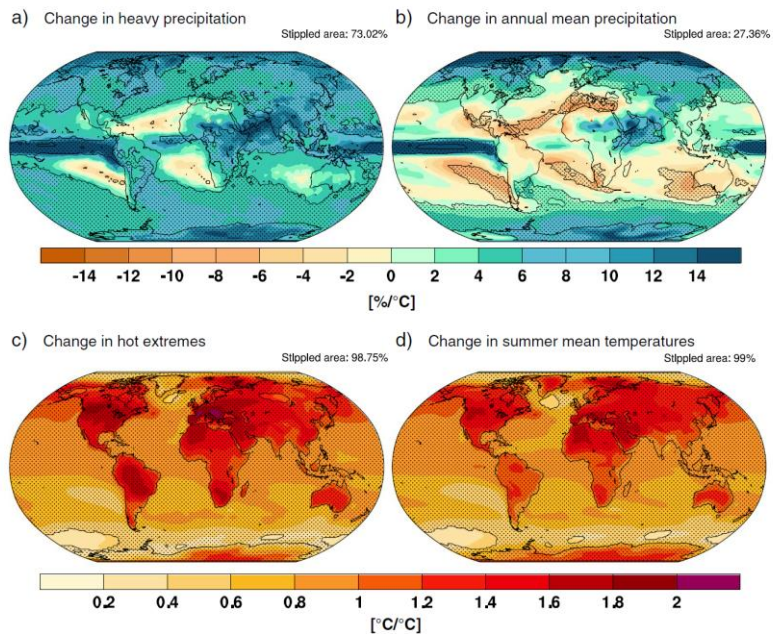 a) Change in heavy precipitation
Stippled area: 73.02%
b) Change in annual mean precipitation
Stippled area: 27.36%
-14 -12 -10 -8 -6 -4 -2 0 2 4 6 8 10 12 14
[%/°C]
c) Change in hot extremes
Stippled area: 98.75%
d) Change in summer mean temperatures
Stippled area: 99%
0.2 0.4 0.6 0.8 1 1.2 1.4 1.6 1.8 2
[°C/°C]